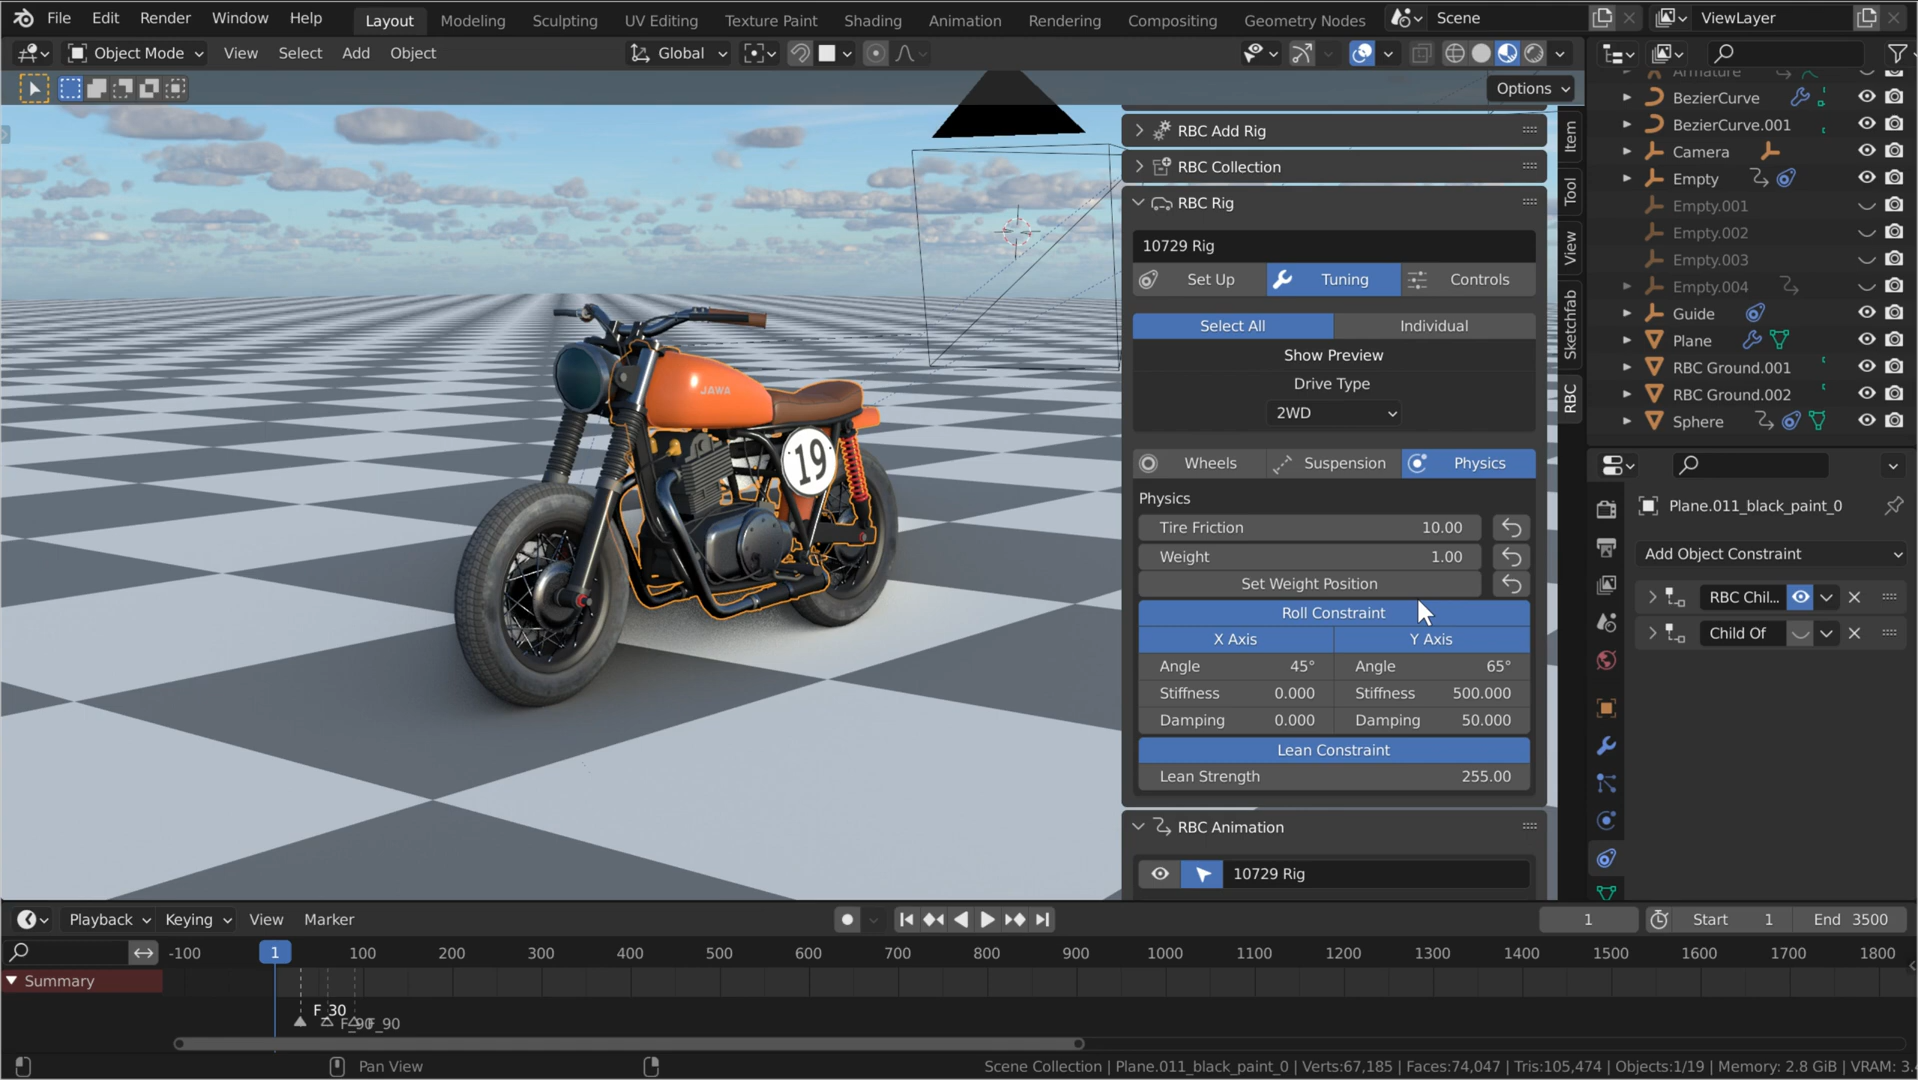 File Edit Render Window Help Layout Modeling Sculpting UV Editing Texture Paint Shading Animation Rendering Compositing Geometry Nodes Scene ViewLayer
Object Mode View Select Add Object Global
Options
Armature
BezierCurve
BezierCurve.001
Camera
Empty
Empty.001
Empty.002
Empty.003
Empty.004
Guide
Plane
RBC Ground.001
RBC Ground.002
Sphere
Item
Tool
View
Sketchfab
RBC
RBC Add Rig
RBC Collection
RBC Rig
10729 Rig
Set Up Tuning Controls
Select All Individual
Show Preview
Drive Type
2WD
Wheels Suspension Physics
Physics
Tire Friction 10.00
Weight 1.00
Set Weight Position
Roll Constraint
X Axis Y Axis
Angle 45° Angle 65°
Stiffness 0.000 Stiffness 500.000
Damping 0.000 Damping 50.000
Lean Constraint
Lean Strength 255.00
RBC Animation
10729 Rig
JAWA
19
Plane.011_black_paint_0
Add Object Constraint
RBC Chil...
Child Of
Playback Keying View Marker 1 Start 1 End 3500
-100 1 100 200 300 400 500 600 700 800 900 1000 1100 1200 1300 1400 1500 1600 1700 1800
Summary
F_30
F_90 F_90
Pan View Scene Collection | Plane.011_black_paint_0 | Verts:67,185 | Faces:74,047 | Tris:105,474 | Objects:1/19 | Memory: 2.8 GiB | VRAM: 3.